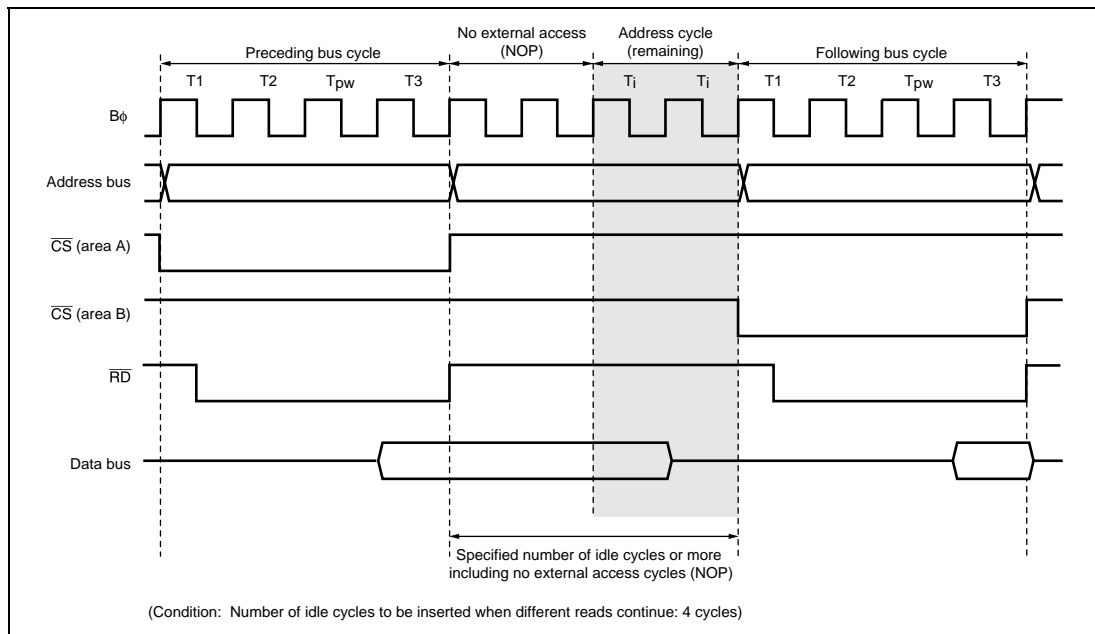 No external access
(NOP)
Address cycle
(remaining)
Preceding bus cycle
Following bus cycle
T1 T2 Tpw T3 Ti Ti T1 T2 Tpw T3
Bϕ
Address bus
CS (area A)
CS (area B)
RD
Data bus
Specified number of idle cycles or more
including no external access cycles (NOP)
(Condition: Number of idle cycles to be inserted when different reads continue: 4 cycles)